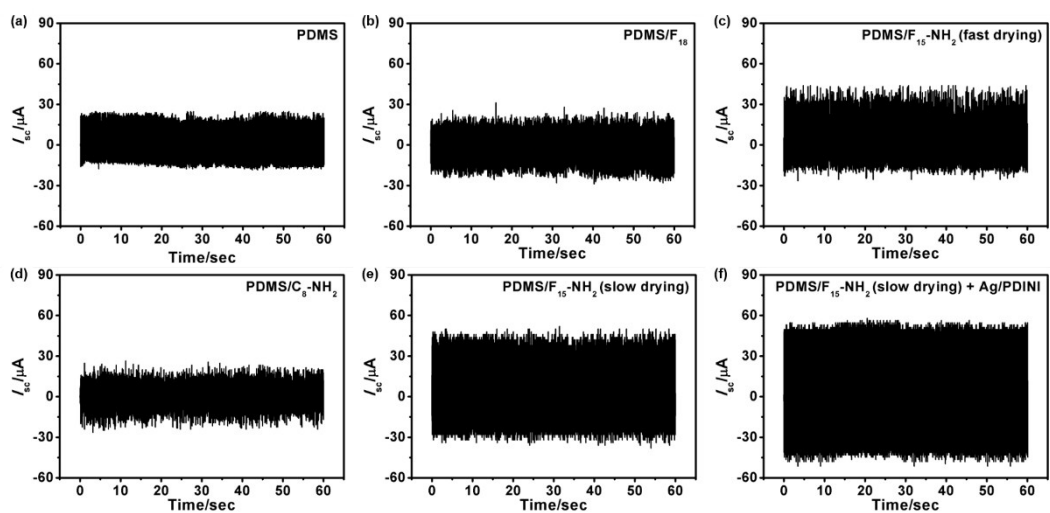 (a)
PDMS
90
60
30
0
-30
-60
I_sc/μA
0 10 20 30 40 50 60
Time/sec
(b)
PDMS/F₁₈
90
60
30
0
-30
-60
I_sc/μA
0 10 20 30 40 50 60
Time/sec
(c)
PDMS/F₁₅-NH₂ (fast drying)
90
60
30
0
-30
-60
I_sc/μA
0 10 20 30 40 50 60
Time/sec
(d)
PDMS/C₈-NH₂
90
60
30
0
-30
-60
I_sc/μA
0 10 20 30 40 50 60
Time/sec
(e)
PDMS/F₁₅-NH₂ (slow drying)
90
60
30
0
-30
-60
I_sc/μA
0 10 20 30 40 50 60
Time/sec
(f)
PDMS/F₁₅-NH₂ (slow drying) + Ag/PDINI
90
60
30
0
-30
-60
I_sc/μA
0 10 20 30 40 50 60
Time/sec